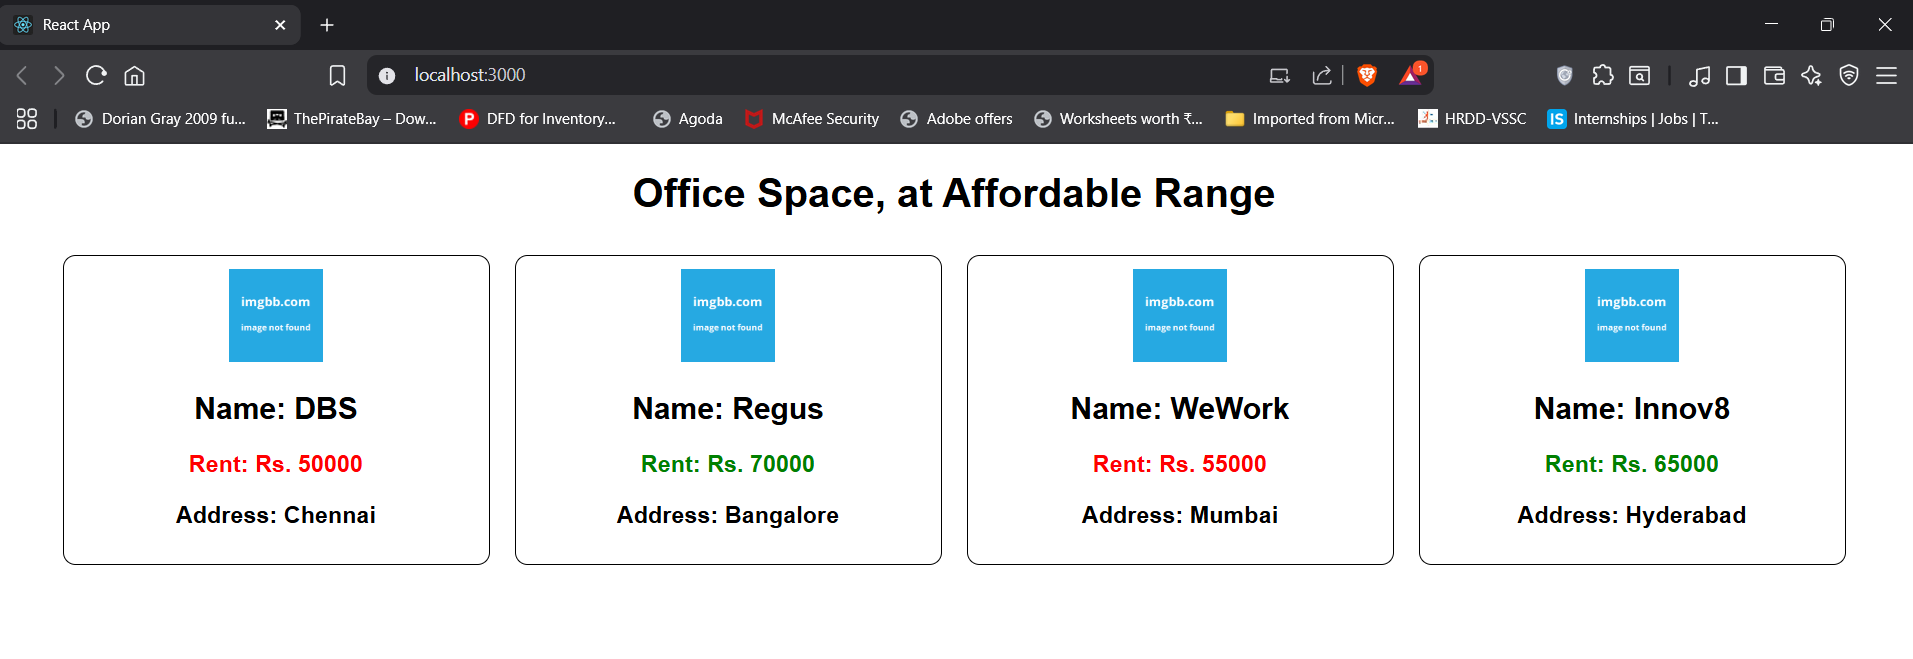 React App
localhost:3000
1
Dorian Gray 2009 fu...
ThePirateBay – Dow...
P
DFD for Inventory...
Agoda
McAfee Security
Adobe offers
Worksheets worth ₹...
Imported from Micr...
HRDD-VSSC
IS
Internships | Jobs | T...
Office Space, at Affordable Range
imgbb.com
image not found
Name: DBS
Rent: Rs. 50000
Address: Chennai
imgbb.com
image not found
Name: Regus
Rent: Rs. 70000
Address: Bangalore
imgbb.com
image not found
Name: WeWork
Rent: Rs. 55000
Address: Mumbai
imgbb.com
image not found
Name: Innov8
Rent: Rs. 65000
Address: Hyderabad